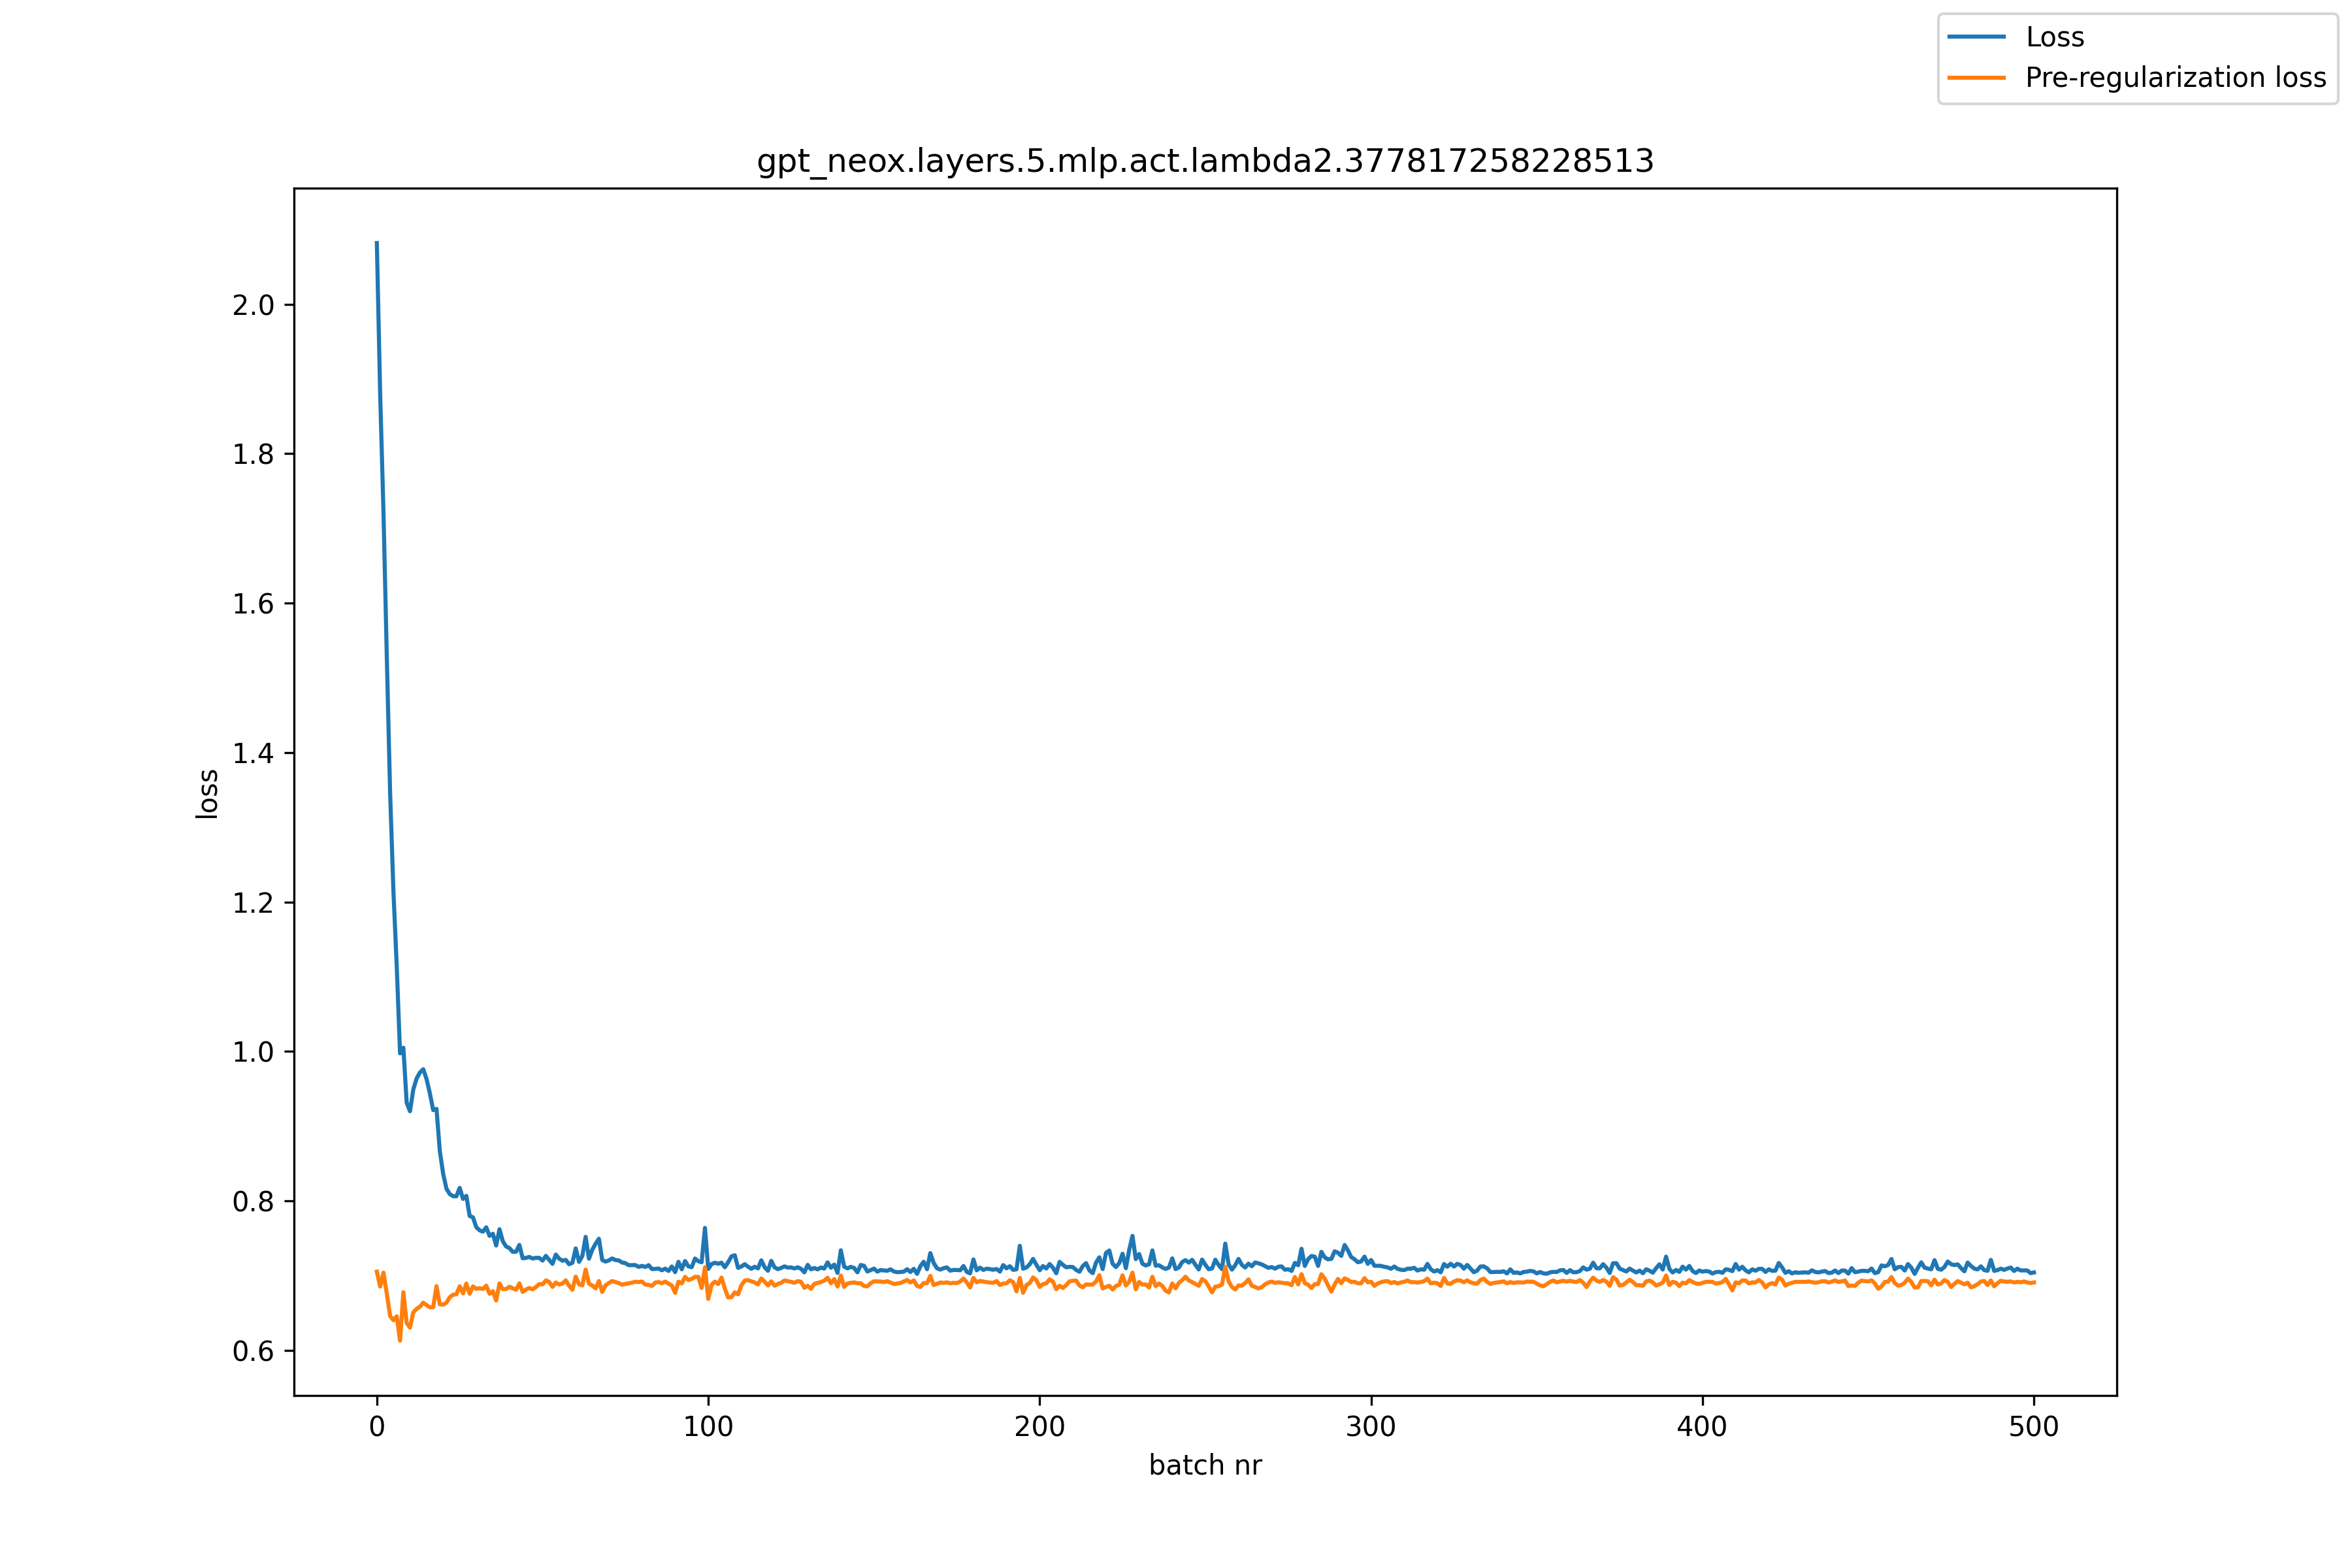 Loss
Pre-regularization loss
gpt_neox.layers.5.mlp.act.lambda2.377817258228513
2.0
1.8
1.6
1.4
1.2
1.0
0.8
0.6
loss
0 100 200 300 400 500
batch nr